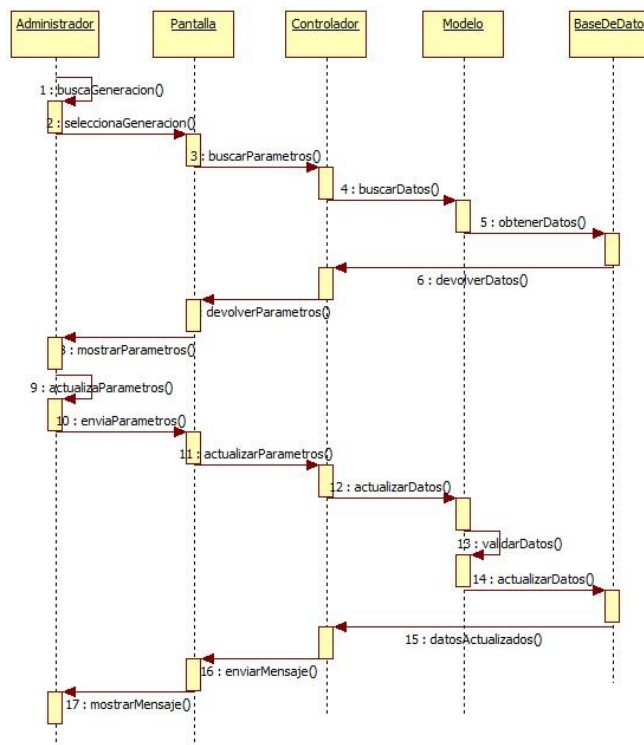 Administrador
Pantalla
Controlador
Modelo
BaseDeDato
1 : buscaGeneracion()
2 : seleccionaGeneracion()
3 : buscarParametros()
4 : buscarDatos()
5 : obtenerDatos()
6 : devolverDatos()
devolverParametros()
8 : mostrarParametros()
9 : actualizaParametros()
10 : enviaParametros()
11 : actualizarParametros()
12 : actualizarDatos()
13 : validarDatos()
14 : actualizarDatos()
15 : datosActualizados()
16 : enviarMensaje()
17 : mostrarMensaje()